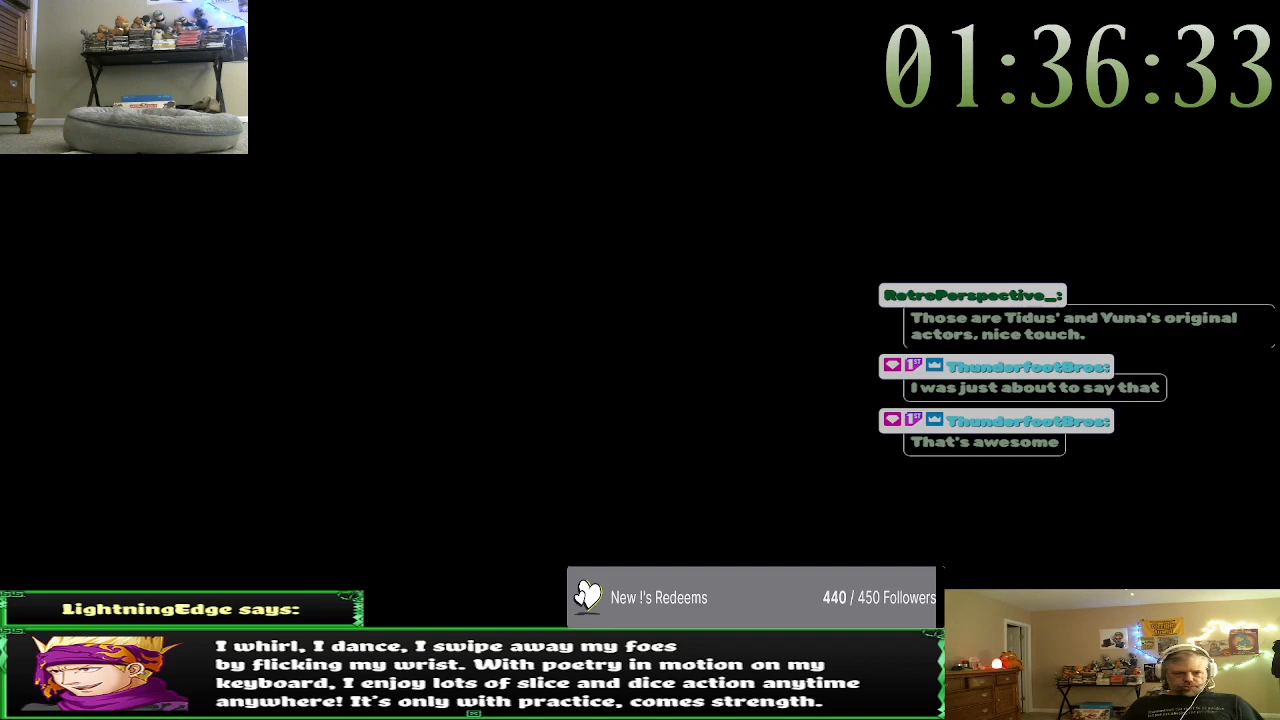 01:36:33
RetroPerspective_:
Those are Tidus' and Yuna's original
actors, nice touch.
ThunderfootBros:
I was just about to say that
ThunderfootBros:
That's awesome
New !'s Redeems
440 / 450 Followers
LightningEdge says:
I whirl, I dance, I swipe away my foes
by flicking my wrist. With poetry in motion on my
keyboard, I enjoy lots of slice and dice action anytime
anywhere! It's only with practice, comes strength.